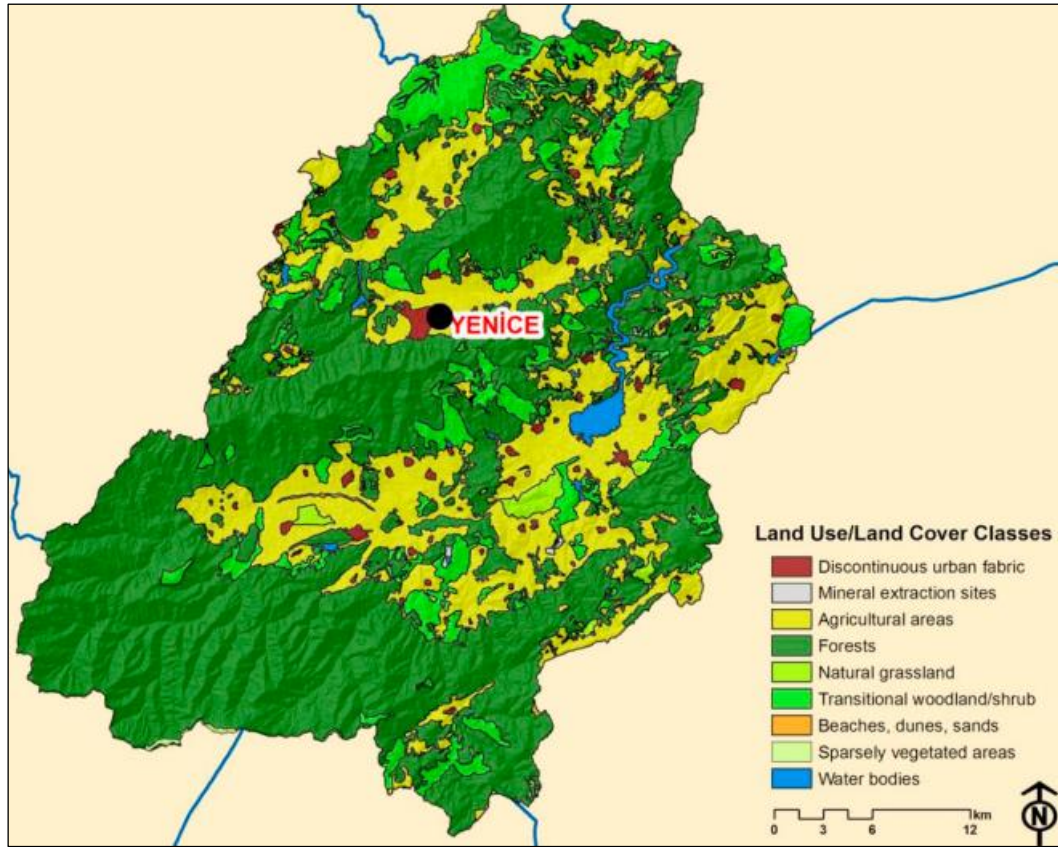 YENİCE
Land Use/Land Cover Classes
Discontinuous urban fabric
Mineral extraction sites
Agricultural areas
Forests
Natural grassland
Transitional woodland/shrub
Beaches, dunes, sands
Sparsely vegetated areas
Water bodies
km
0 3 6 12
N